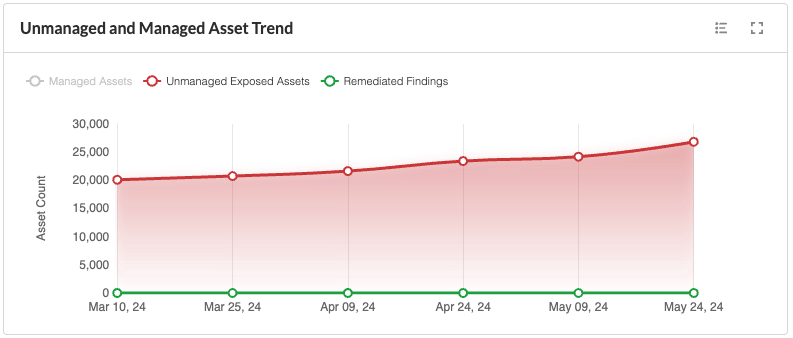 Unmanaged and Managed Asset Trend
Managed Assets Unmanaged Exposed Assets Remediated Findings
Asset Count
30,000
25,000
20,000
15,000
10,000
5,000
0
Mar 10, 24 Mar 25, 24 Apr 09, 24 Apr 24, 24 May 09, 24 May 24, 24